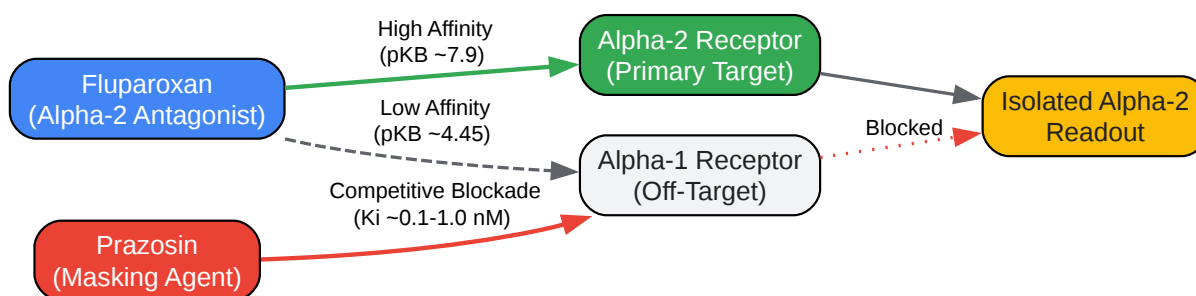 High Affinity
(pKB ~7.9)
Alpha-2 Receptor
(Primary Target)
Fluparoxan
(Alpha-2 Antagonist)
Low Affinity
(pKB ~4.45)
Isolated Alpha-2
Readout
Blocked
Alpha-1 Receptor
(Off-Target)
Competitive Blockade
(Ki ~0.1-1.0 nM)
Prazosin
(Masking Agent)